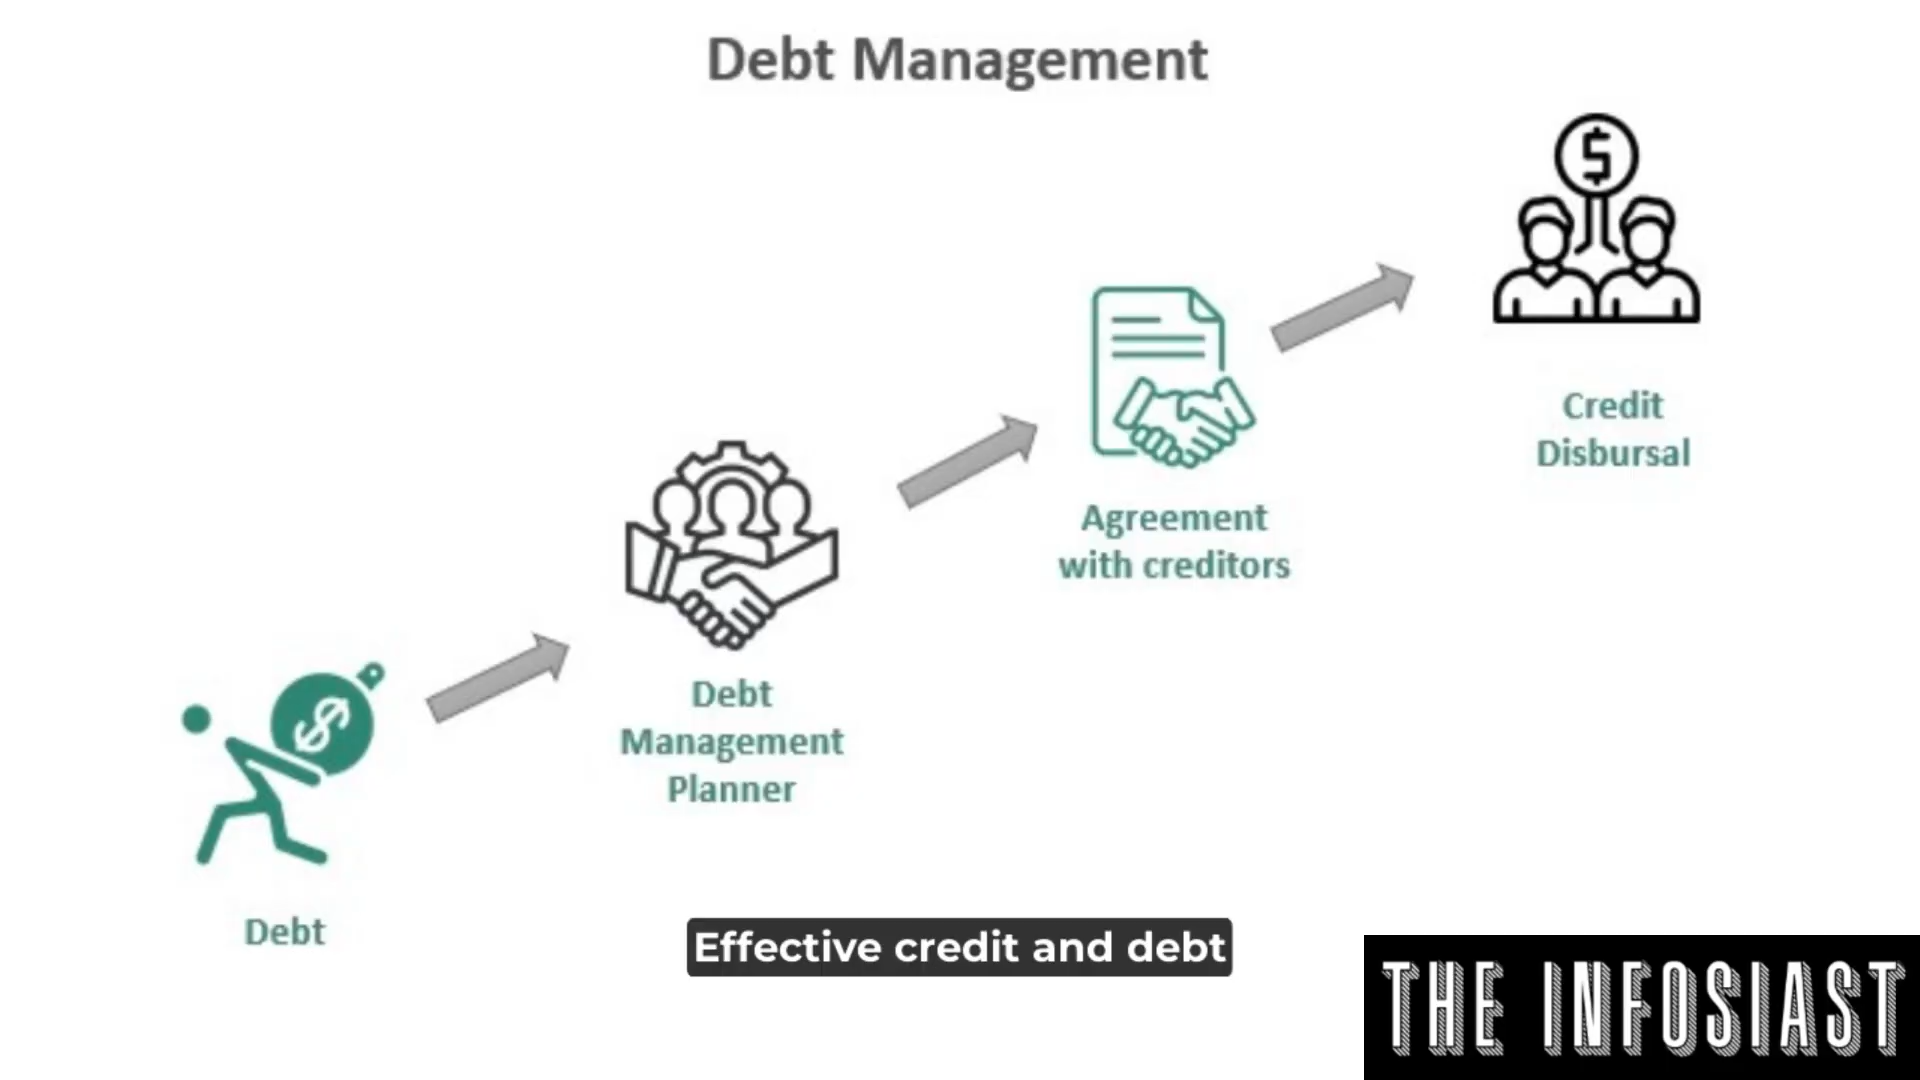 Debt Management
$
Credit
Disbursal
Agreement
with creditors
Debt
Management
Planner
$
Debt
Effective credit and debt
THE INFOSIAST